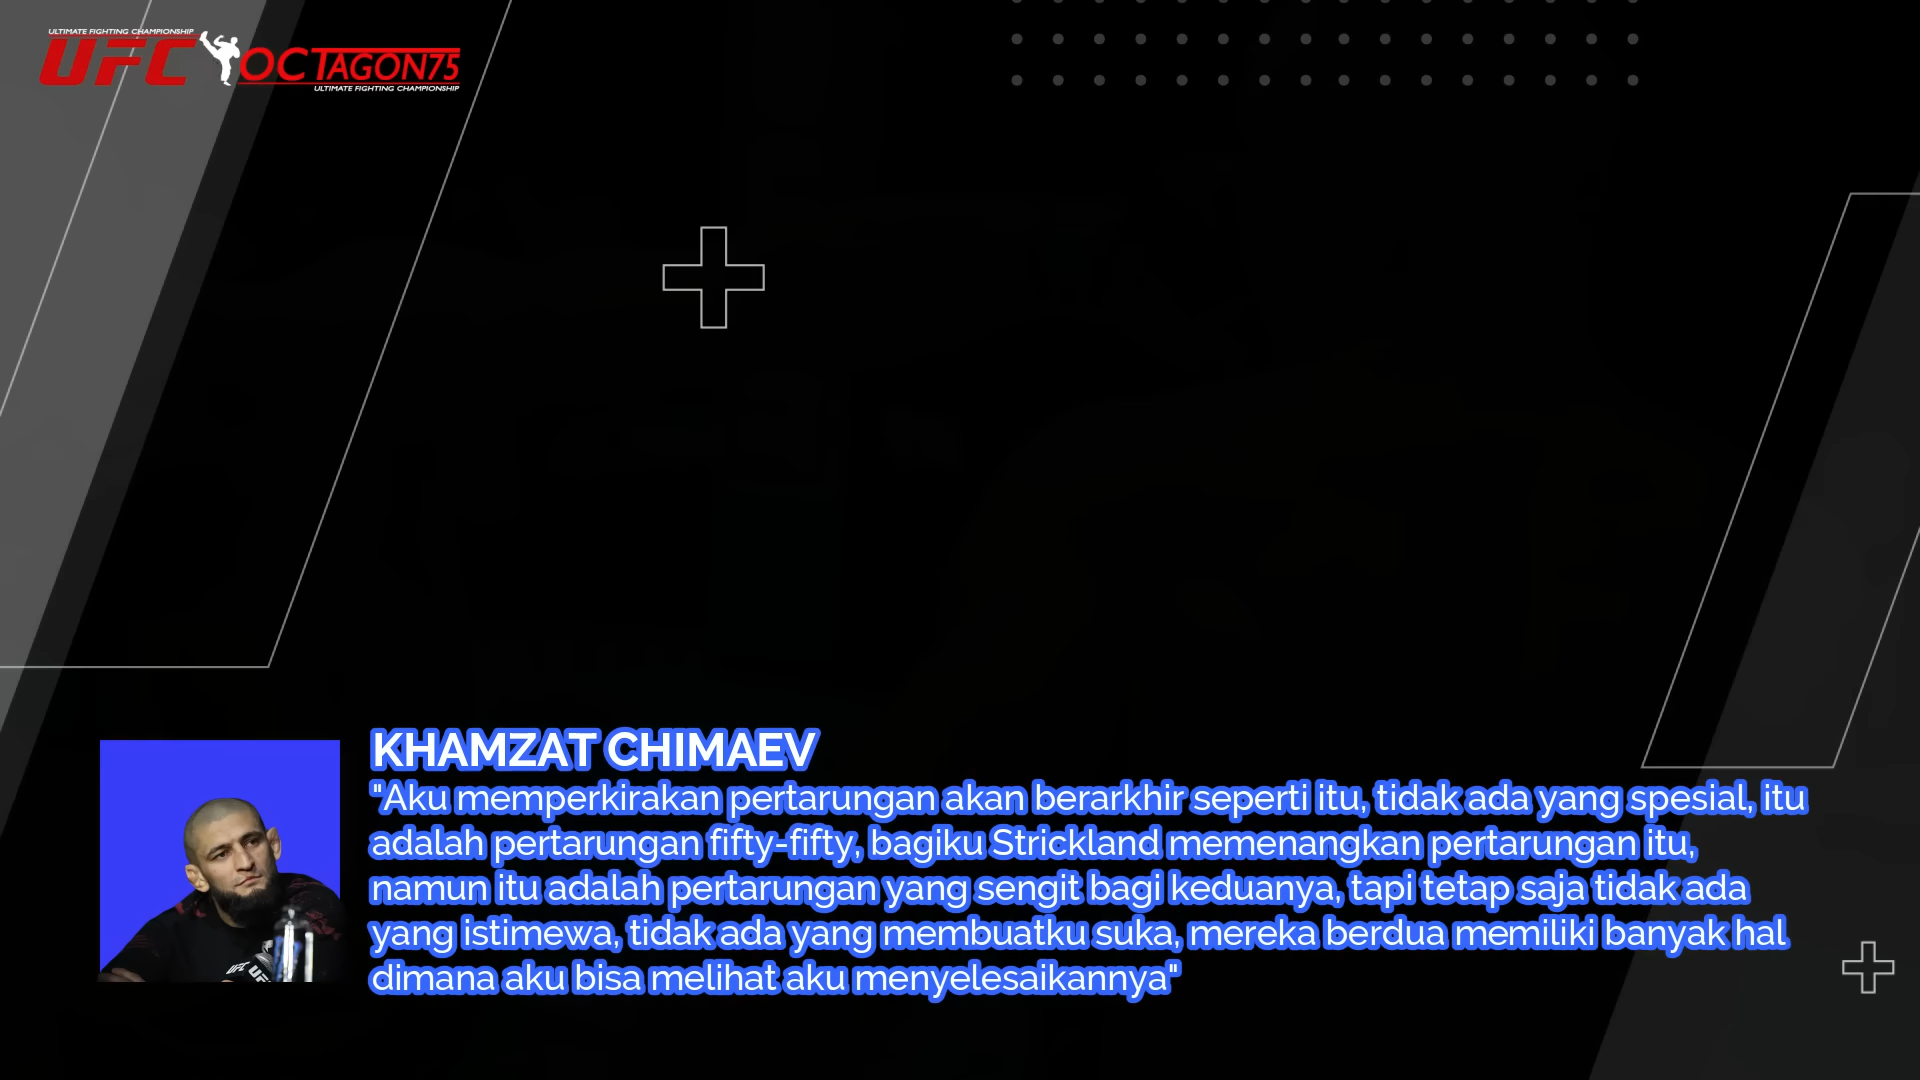 ULTIMATE FIGHTING CHAMPIONSHIP
UFC OCTAGON75
ULTIMATE FIGHTING CHAMPIONSHIP
KHAMZAT CHIMAEV
"Aku memperkirakan pertarungan akan berarkhir seperti itu, tidak ada yang spesial, itu
adalah pertarungan fifty-fifty, bagiku Strickland memenangkan pertarungan itu,
namun itu adalah pertarungan yang sengit bagi keduanya, tapi tetap saja tidak ada
yang istimewa, tidak ada yang membuatku suka, mereka berdua memiliki banyak hal
dimana aku bisa melihat aku menyelesaikannya"
UFC